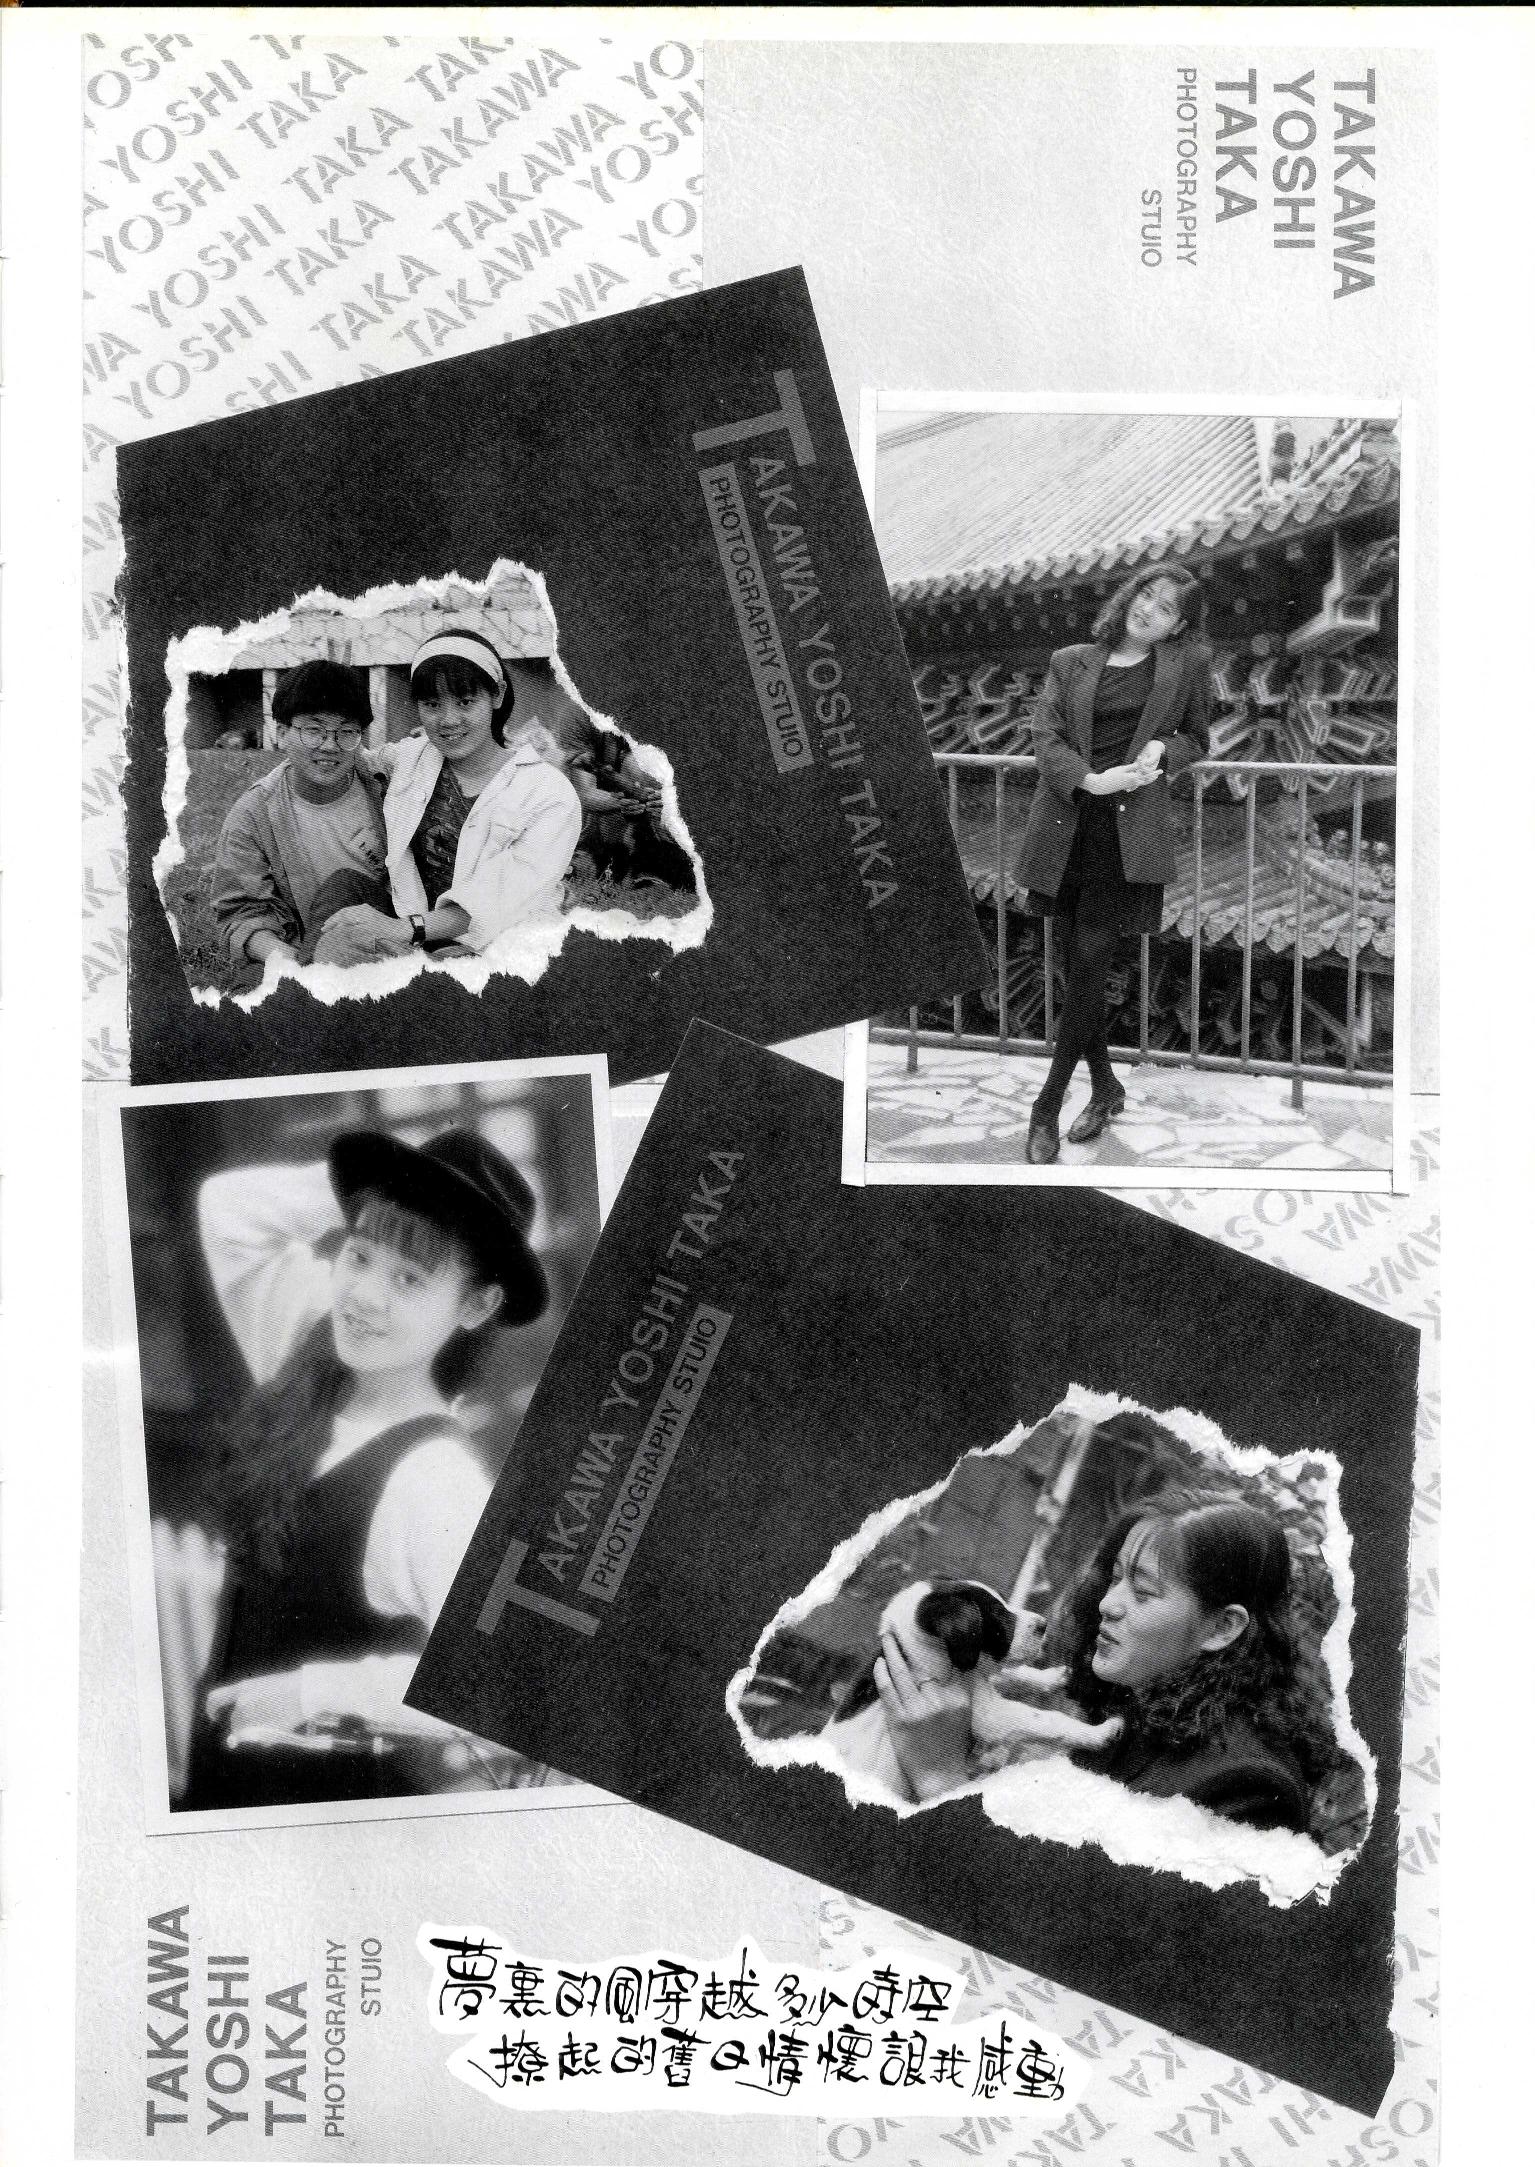 TAKAWA
YOSHI
TAKA
PHOTOGRAPHY
STUIO
TAKAWA YOSHI TAKA
PHOTOGRAPHY STUIO
TAKAWA YOSHI TAKA
PHOTOGRAPHY STUIO
TAKAWA
YOSHI
TAKA
PHOTOGRAPHY
STUIO
夢裏的風穿越多少時空
撩起的舊日情懷讓我感動